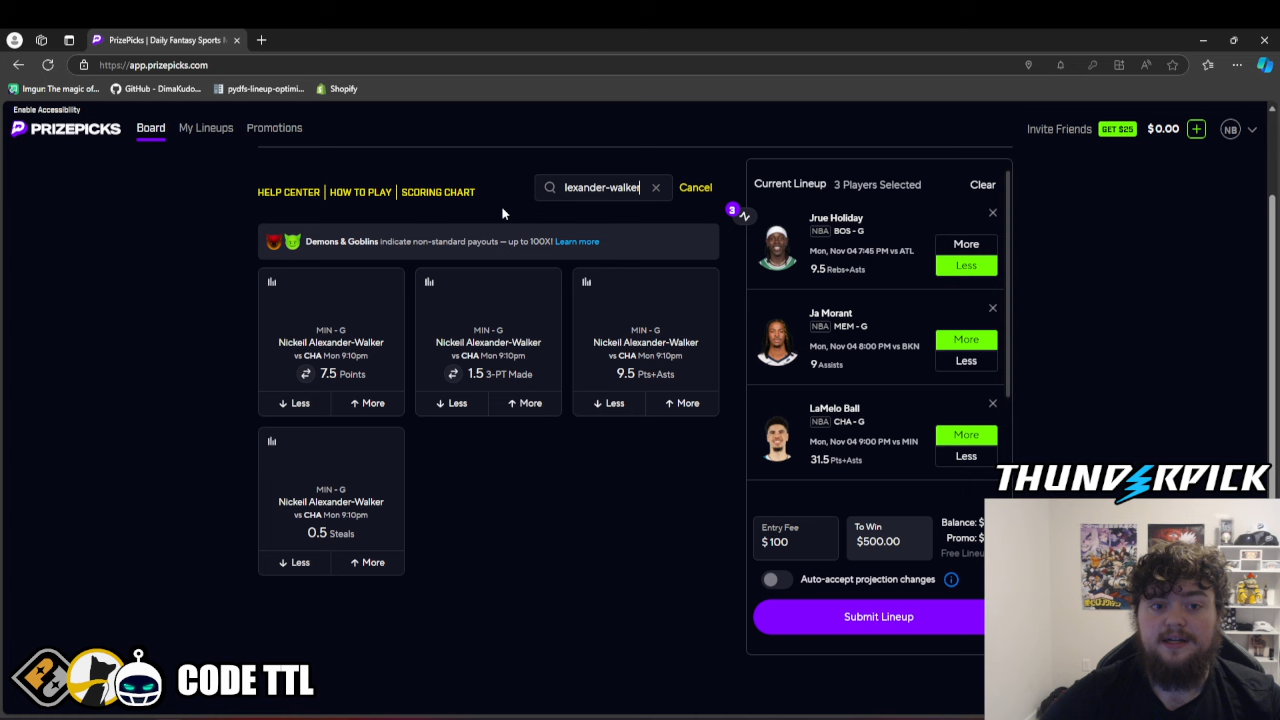 PrizePicks | Daily Fantasy Sports
https://app.prizepicks.com
Imgur: The magic of...
GitHub - DimaKudo...
pydfs-lineup-optimi...
Shopify
Enable Accessibility
PRIZEPICKS
Board
My Lineups
Promotions
Invite Friends
GET $25
$0.00
NB
HELP CENTER | HOW TO PLAY | SCORING CHART
lexander-walker
Cancel
Demons & Goblins indicate non-standard payouts — up to 100X! Learn more
MIN - G
Nickeil Alexander-Walker
vs CHA Mon 9:10pm
7.5 Points
Less
More
MIN - G
Nickeil Alexander-Walker
vs CHA Mon 9:10pm
1.5 3-PT Made
Less
More
MIN - G
Nickeil Alexander-Walker
vs CHA Mon 9:10pm
9.5 Pts+Asts
Less
More
MIN - G
Nickeil Alexander-Walker
vs CHA Mon 9:10pm
0.5 Steals
Less
More
Current Lineup 3 Players Selected
Clear
3
Jrue Holiday
NBA BOS - G
Mon, Nov 04 7:45 PM vs ATL
9.5 Rebs+Asts
More
Less
Ja Morant
NBA MEM - G
Mon, Nov 04 8:00 PM vs BKN
9 Assists
More
Less
LaMelo Ball
NBA CHA - G
Mon, Nov 04 9:00 PM vs MIN
31.5 Pts+Asts
More
Less
Entry Fee
$ 100
To Win
$500.00
Balance: $
Promo: $
Free Lineu
Auto-accept projection changes
Submit Lineup
THUNDERPICK
CODE TTL